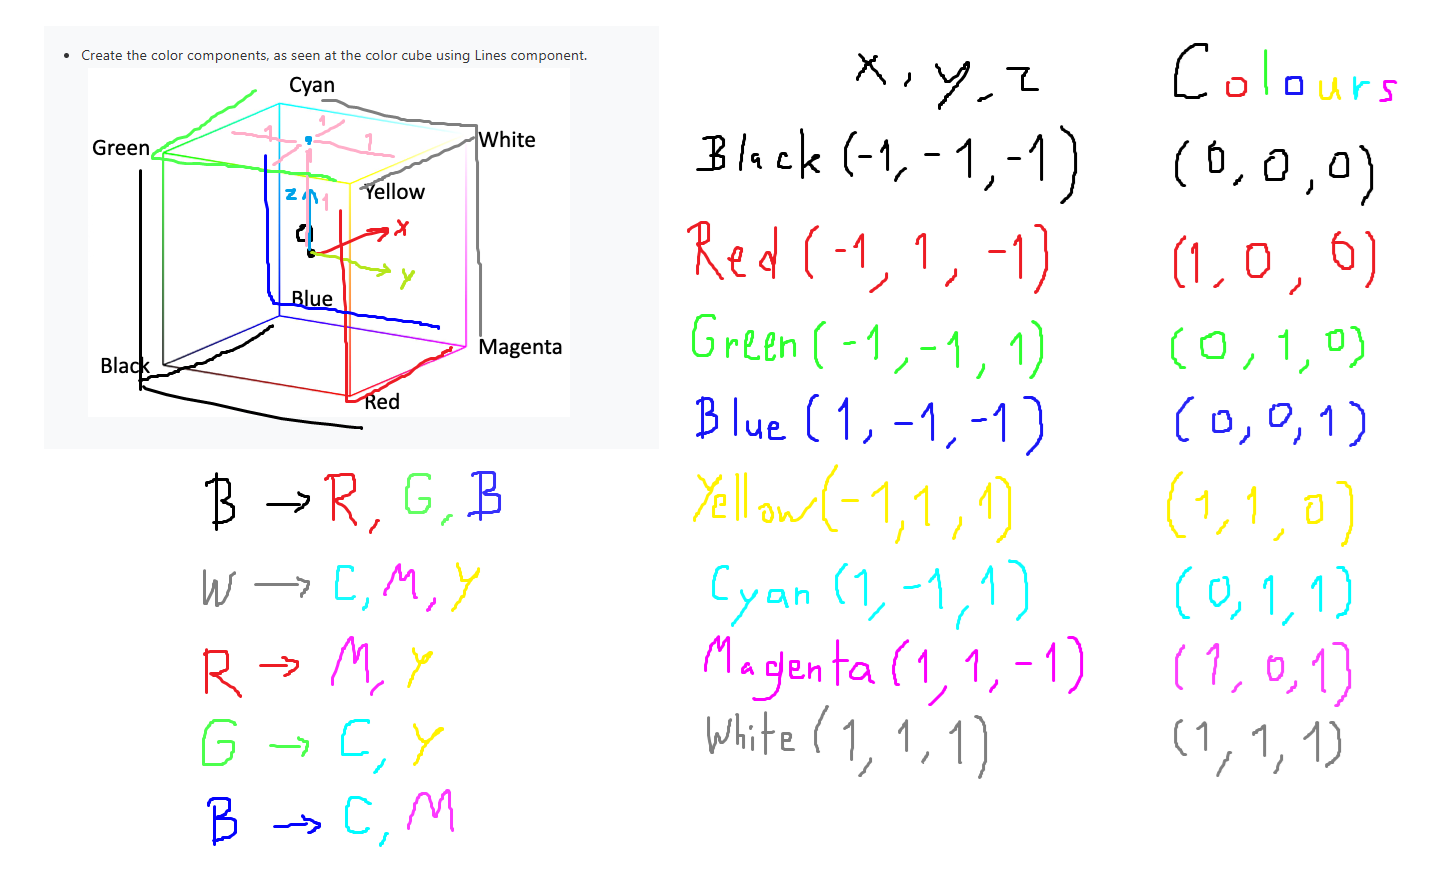 • Create the color components, as seen at the color cube using Lines component.
Cyan
1
Green
1
1
White
Yellow
z
1
O
x
y
Blue
Black
Magenta
Red
B → R, G, B
W → C, M, Y
R → M, Y
G → C, Y
B → C, M
x, y, z
Colours
Black (-1, -1, -1) (0, 0, 0)
Red (-1, 1, -1) (1, 0, 0)
Green (-1, -1, 1) (0, 1, 0)
Blue (1, -1, -1) (0, 0, 1)
Yellow (-1, 1, 1) (1, 1, 0)
Cyan (1, -1, 1) (0, 1, 1)
Magenta (1, 1, -1) (1, 0, 1)
White (1, 1, 1) (1, 1, 1)